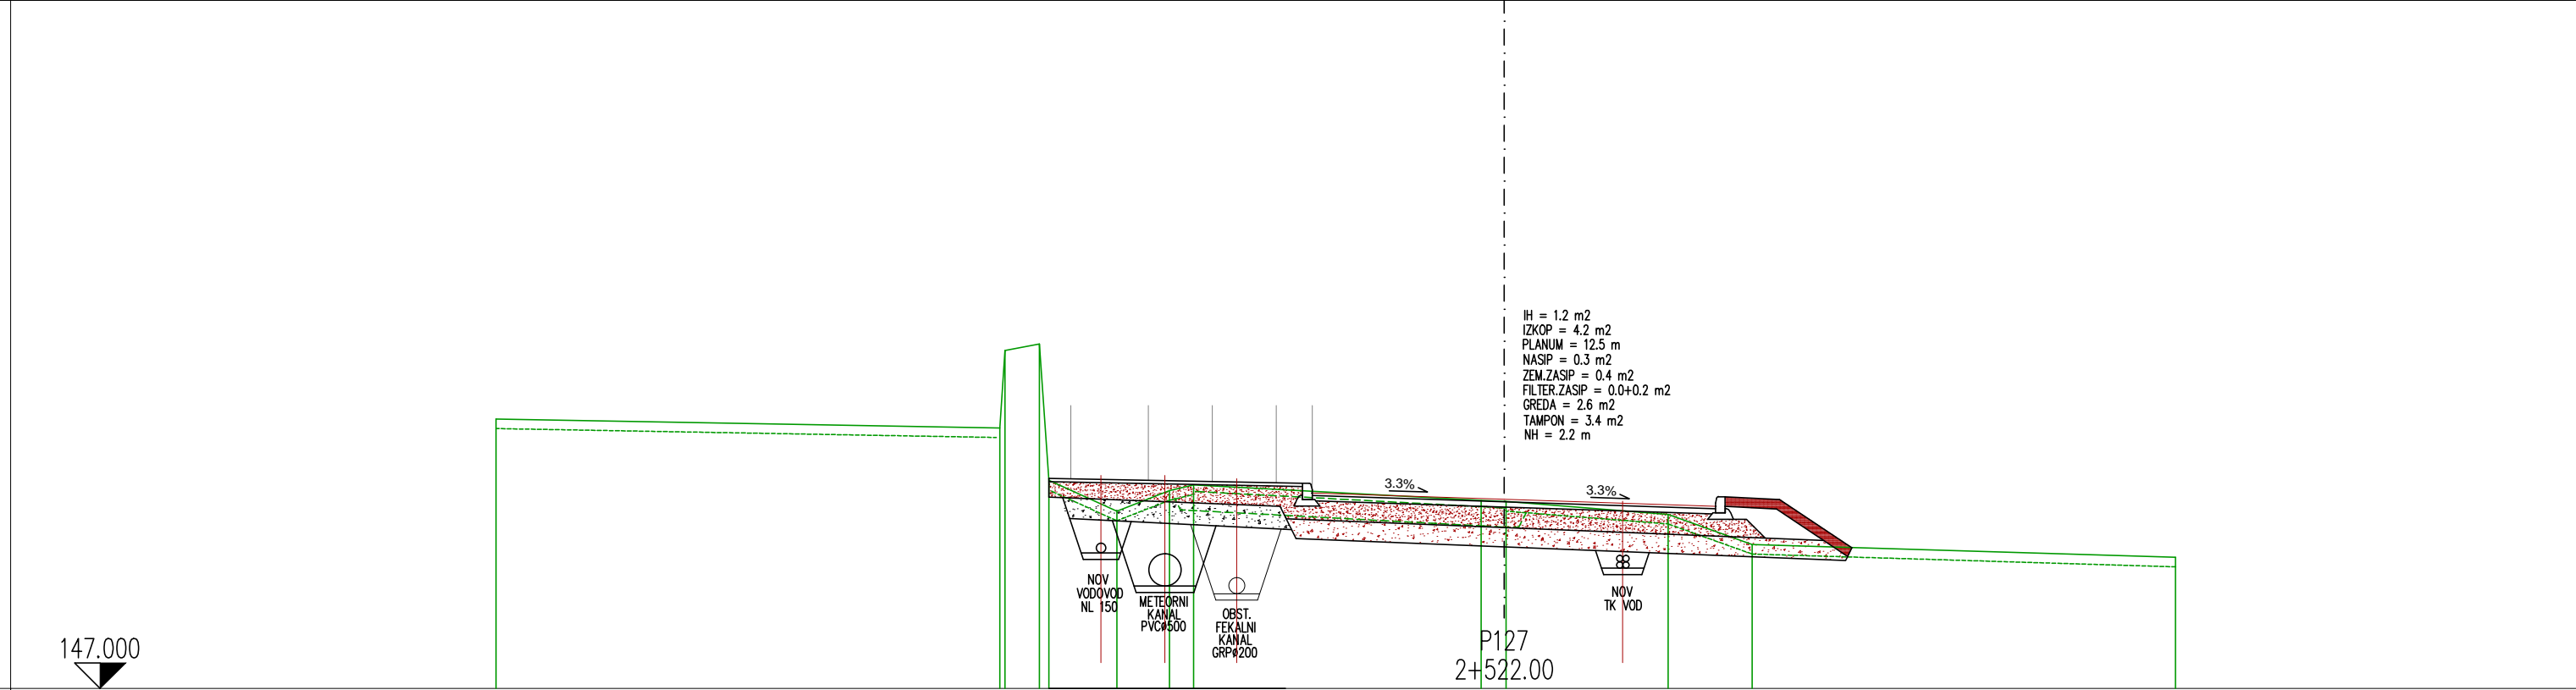 IH = 1.2 m2
IZKOP = 4.2 m2
PLANUM = 12.5 m
NASIP = 0.3 m2
ZEM.ZASIP = 0.4 m2
FILTER.ZASIP = 0.0+0.2 m2
GREDA = 2.6 m2
TAMPON = 3.4 m2
NH = 2.2 m
3.3%
3.3%
NOV
VODOVOD
NL 150
METEORNI
KANAL
PVCø500
OBST.
FEKALNI
KANAL
GRPø200
NOV
TK VOD
P127
2+522.00
147.000